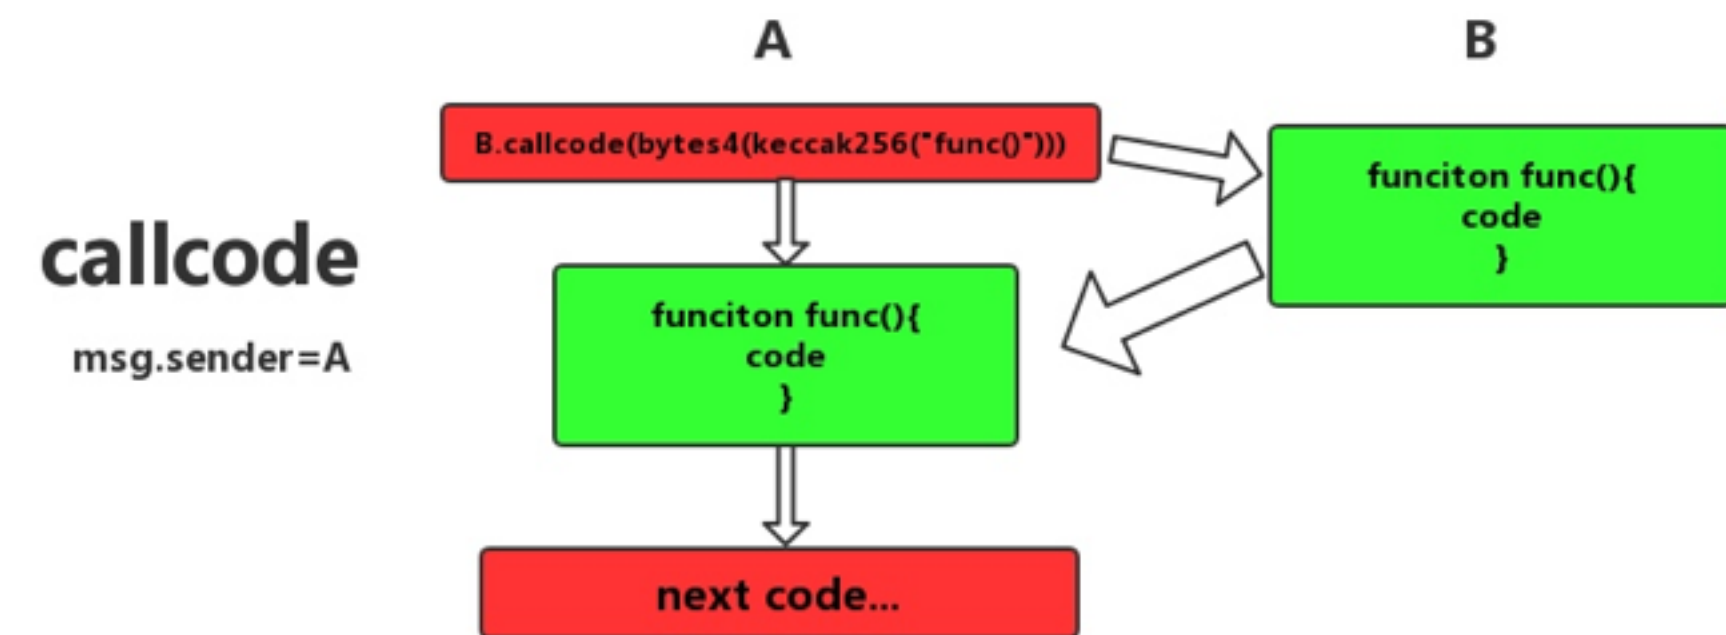 A
B
B.callcode(bytes4(keccak256("func()")))
funciton func(){
code
}
callcode
msg.sender=A
funciton func(){
code
}
next code...